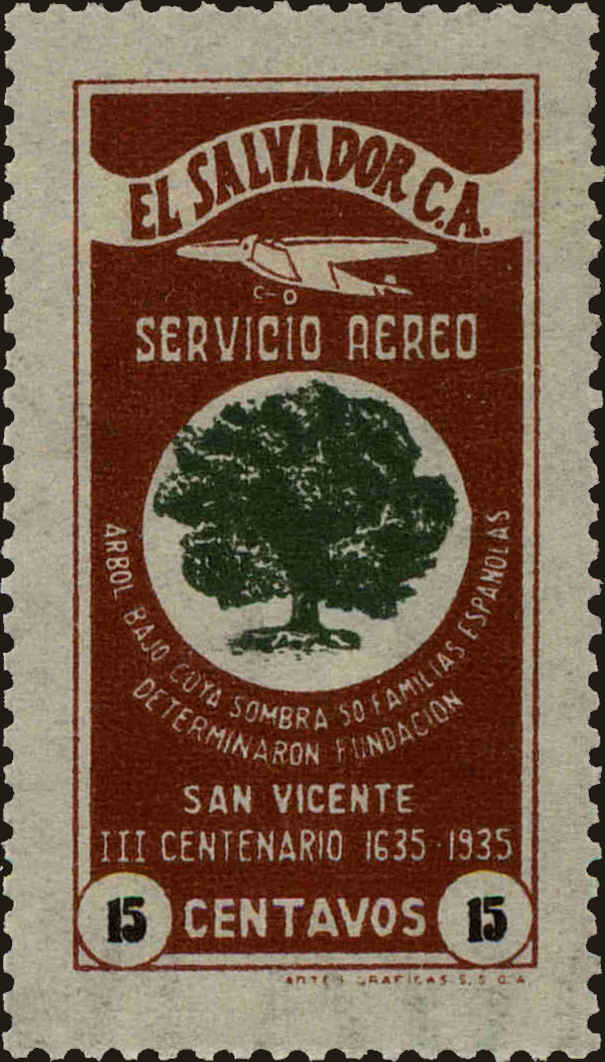 EL SALVADOR C.A.
C-O
SERVICIO AEREO
ARBOL BAJO CUYA SOMBRA 50 FAMILIAS ESPAÑOLAS
DETERMINARON FUNDACION
SAN VICENTE
III CENTENARIO 1635-1935
15 CENTAVOS 15
GRAFICAS